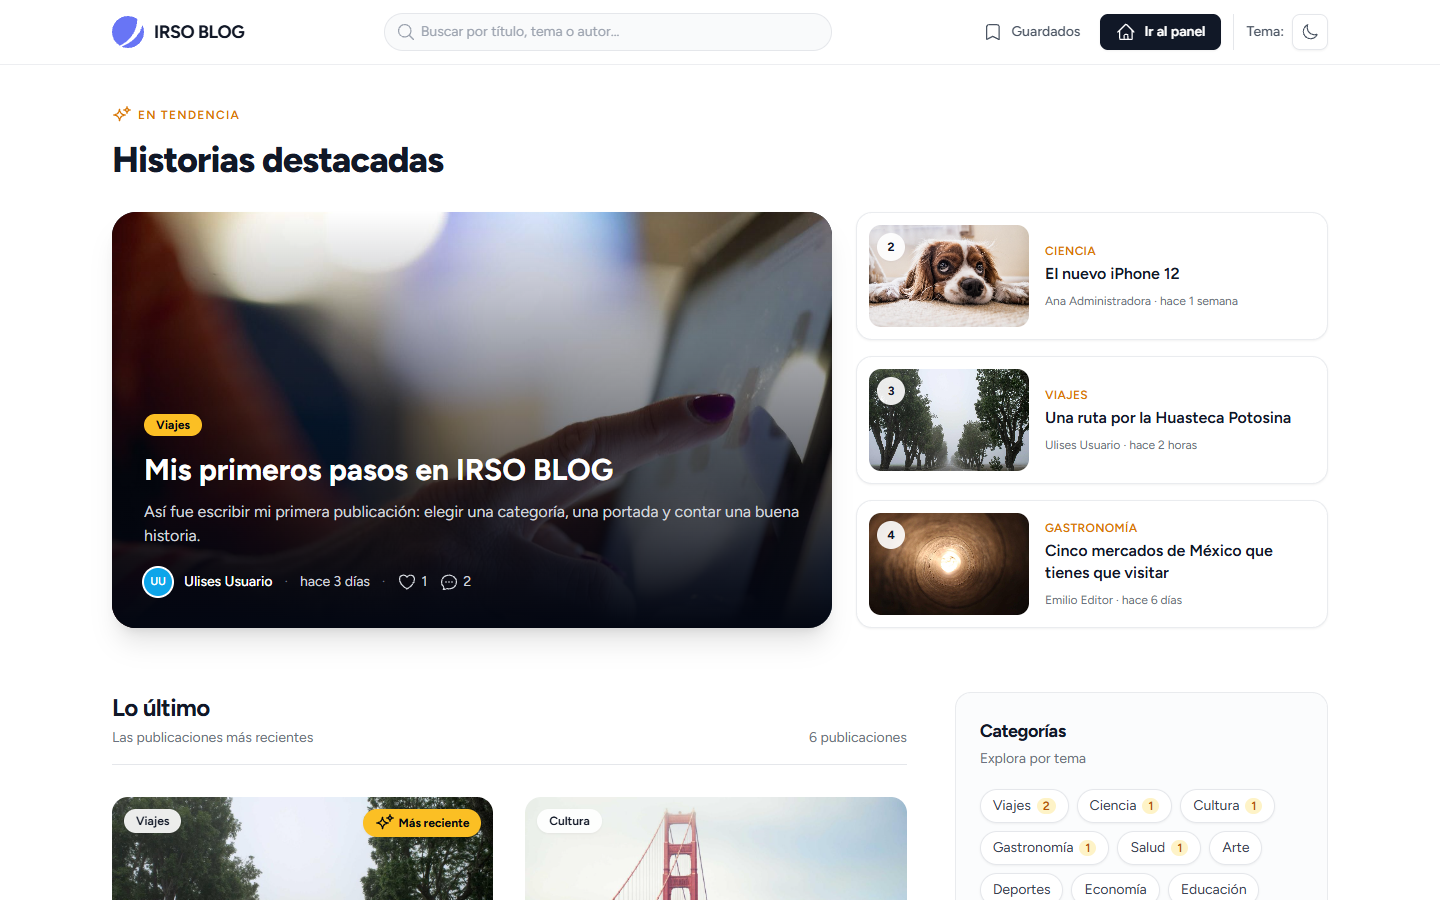 IRSO BLOG
Buscar por título, tema o autor...
Guardados
Ir al panel
Tema:
EN TENDENCIA
Historias destacadas
Viajes
Mis primeros pasos en IRSO BLOG
Así fue escribir mi primera publicación: elegir una categoría, una portada y contar una buena
historia.
UU
Ulises Usuario · hace 3 días · 1 2
2
CIENCIA
El nuevo iPhone 12
Ana Administradora · hace 1 semana
3
VIAJES
Una ruta por la Huasteca Potosina
Ulises Usuario · hace 2 horas
4
GASTRONOMÍA
Cinco mercados de México que
tienes que visitar
Emilio Editor · hace 6 días
Lo último
Las publicaciones más recientes
6 publicaciones
Viajes
Más reciente
Cultura
Categorías
Explora por tema
Viajes 2
Ciencia 1
Cultura 1
Gastronomía 1
Salud 1
Arte
Deportes
Economía
Educación